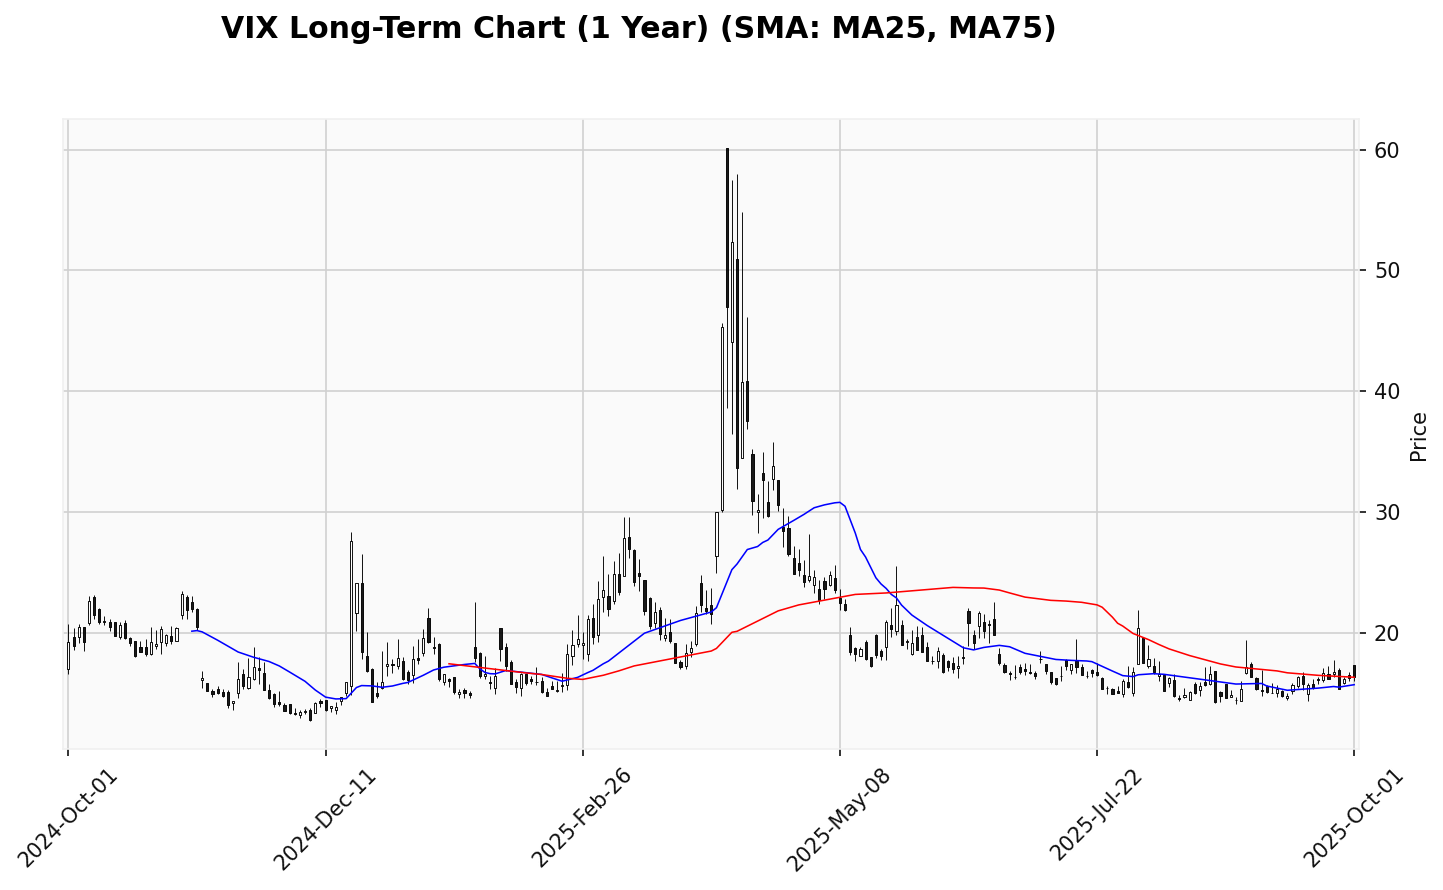 VIX Long-Term Chart (1 Year) (SMA: MA25, MA75)
60
50
40
30
20
Price
2024-Oct-01
2024-Dec-11
2025-Feb-26
2025-May-08
2025-Jul-22
2025-Oct-01